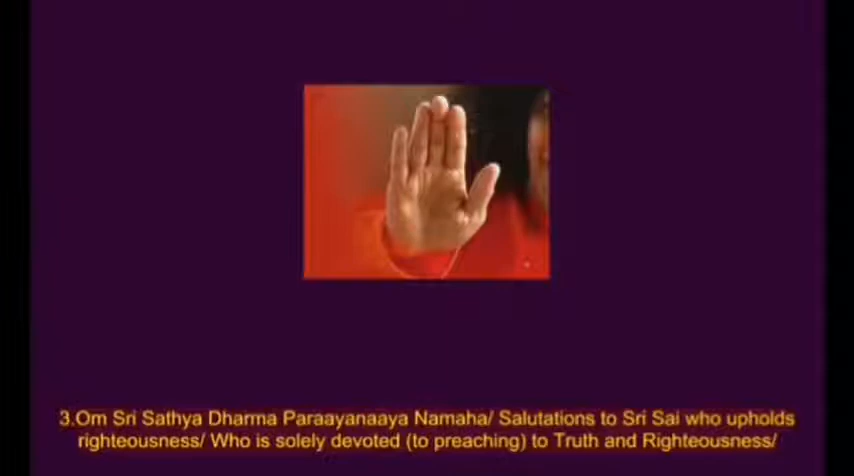 3.Om Sri Sathya Dharma Paraayanaaya Namaha/ Salutations to Sri Sai who upholds
righteousness/ Who is solely devoted (to preaching) to Truth and Righteousness/